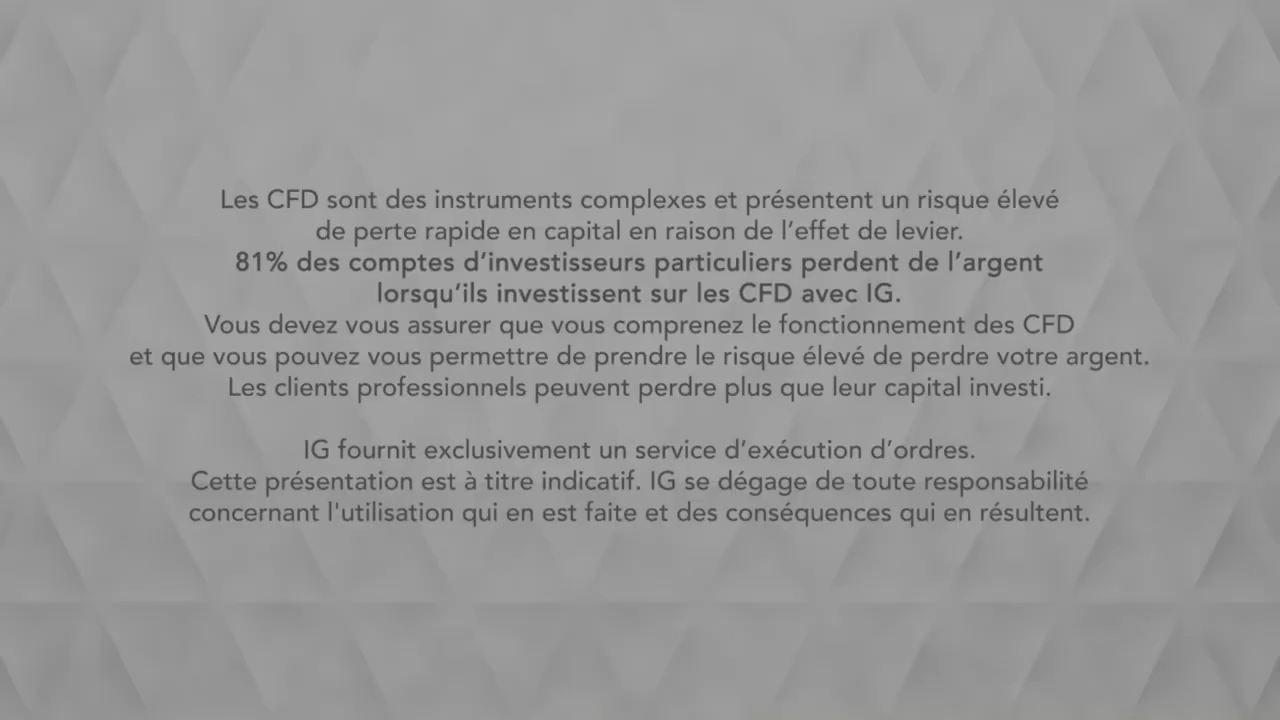 Les CFD sont des instruments complexes et présentent un risque élevé
de perte rapide en capital en raison de l’effet de levier.
81% des comptes d’investisseurs particuliers perdent de l’argent
lorsqu’ils investissent sur les CFD avec IG.
Vous devez vous assurer que vous comprenez le fonctionnement des CFD
et que vous pouvez vous permettre de prendre le risque élevé de perdre votre argent.
Les clients professionnels peuvent perdre plus que leur capital investi.
IG fournit exclusivement un service d’exécution d’ordres.
Cette présentation est à titre indicatif. IG se dégage de toute responsabilité
concernant l'utilisation qui en est faite et des conséquences qui en résultent.